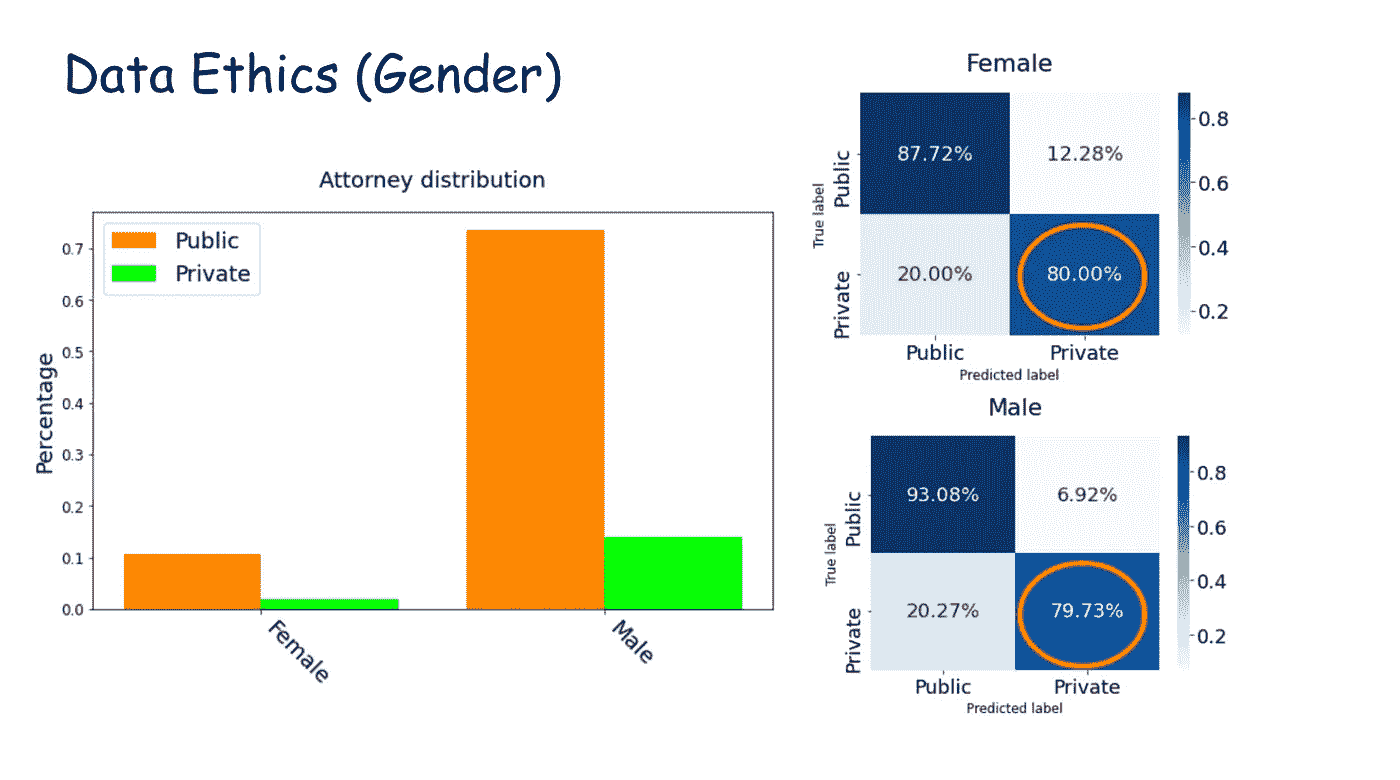 Data Ethics (Gender)
Attorney distribution
Public
Private
Percentage
0.7
0.6
0.5
0.4
0.3
0.2
0.1
0.0
Female
Male
Female
True label
Public
Private
87.72%
12.28%
20.00%
80.00%
Public
Private
Predicted label
0.8
0.6
0.4
0.2
Male
True label
Public
Private
93.08%
6.92%
20.27%
79.73%
Public
Private
Predicted label
0.8
0.6
0.4
0.2